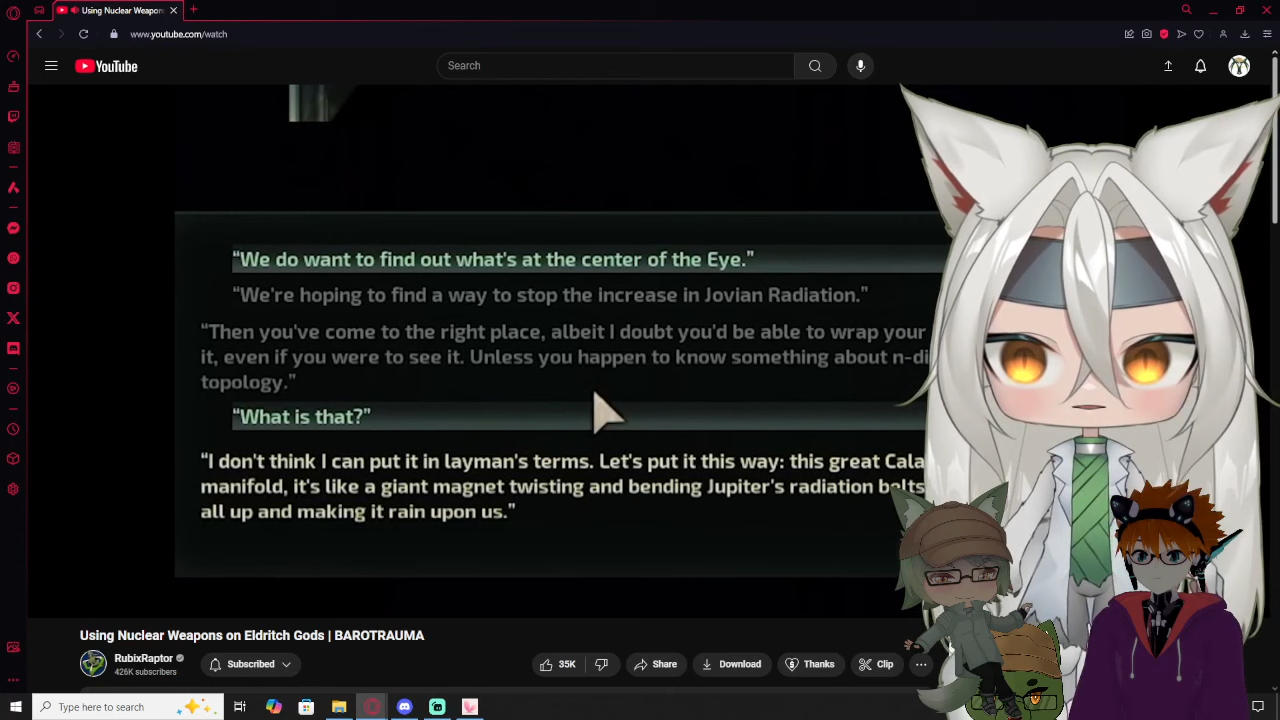 Using Nuclear Weapon
www.youtube.com/watch
YouTube
Search
“We do want to find out what's at the center of the Eye.”
“We're hoping to find a way to stop the increase in Jovian Radiation.”
“Then you've come to the right place, albeit I doubt you'd be able to wrap your
it, even if you were to see it. Unless you happen to know something about n-di
topology.”
“What is that?”
“I don't think I can put it in layman's terms. Let's put it this way: this great Cala
manifold, it's like a giant magnet twisting and bending Jupiter's radiation belts
all up and making it rain upon us.”
Using Nuclear Weapons on Eldritch Gods | BAROTRAUMA
RubixRaptor
426K subscribers
Subscribed
35K
Share
Download
Thanks
Clip
Type here to search